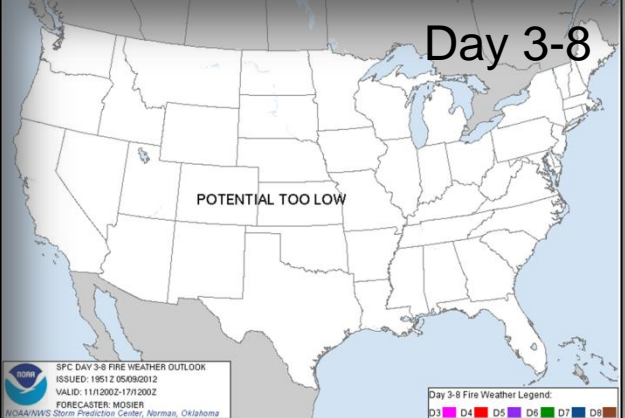 Day 3-8
POTENTIAL TOO LOW
NOAA
SPC DAY 3-8 FIRE WEATHER OUTLOOK
ISSUED: 1951Z 05/09/2012
VALID: 11/1200Z-17/1200Z
FORECASTER: MOSIER
NOAA/NWS Storm Prediction Center, Norman, Oklahoma
Day 3-8 Fire Weather Legend:
D3 D4 D5 D6 D7 D8